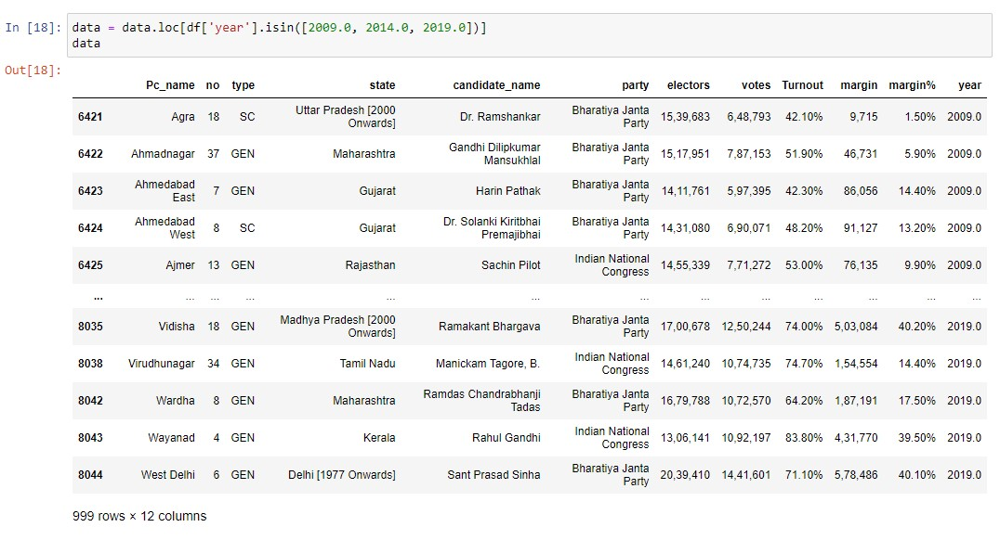 In [18]: data = data.loc[df['year'].isin([2009.0, 2014.0, 2019.0])]
data
Out[18]:
Pc_name no type state candidate_name party electors votes Turnout margin margin% year
6421 Agra 18 SC Uttar Pradesh [2000 Onwards] Dr. Ramshankar Bharatiya Janta Party 15,39,683 6,48,793 42.10% 9,715 1.50% 2009.0
6422 Ahmadnagar 37 GEN Maharashtra Gandhi Dilipkumar Mansukhlal Bharatiya Janta Party 15,17,951 7,87,153 51.90% 46,731 5.90% 2009.0
6423 Ahmedabad East 7 GEN Gujarat Harin Pathak Bharatiya Janta Party 14,11,761 5,97,395 42.30% 86,056 14.40% 2009.0
6424 Ahmedabad West 8 SC Gujarat Dr. Solanki Kiritbhai Premajibhai Bharatiya Janta Party 14,31,080 6,90,071 48.20% 91,127 13.20% 2009.0
6425 Ajmer 13 GEN Rajasthan Sachin Pilot Indian National Congress 14,55,339 7,71,272 53.00% 76,135 9.90% 2009.0
... ... ... ... ... ... ... ... ... ... ... ... ...
8035 Vidisha 18 GEN Madhya Pradesh [2000 Onwards] Ramakant Bhargava Bharatiya Janta Party 17,00,678 12,50,244 74.00% 5,03,084 40.20% 2019.0
8038 Virudhunagar 34 GEN Tamil Nadu Manickam Tagore, B. Indian National Congress 14,61,240 10,74,735 74.70% 1,54,554 14.40% 2019.0
8042 Wardha 8 GEN Maharashtra Ramdas Chandrabhanji Tadas Bharatiya Janta Party 16,79,788 10,72,570 64.20% 1,87,191 17.50% 2019.0
8043 Wayanad 4 GEN Kerala Rahul Gandhi Indian National Congress 13,06,141 10,92,197 83.80% 4,31,770 39.50% 2019.0
8044 West Delhi 6 GEN Delhi [1977 Onwards] Sant Prasad Sinha Bharatiya Janta Party 20,39,410 14,41,601 71.10% 5,78,486 40.10% 2019.0
999 rows × 12 columns